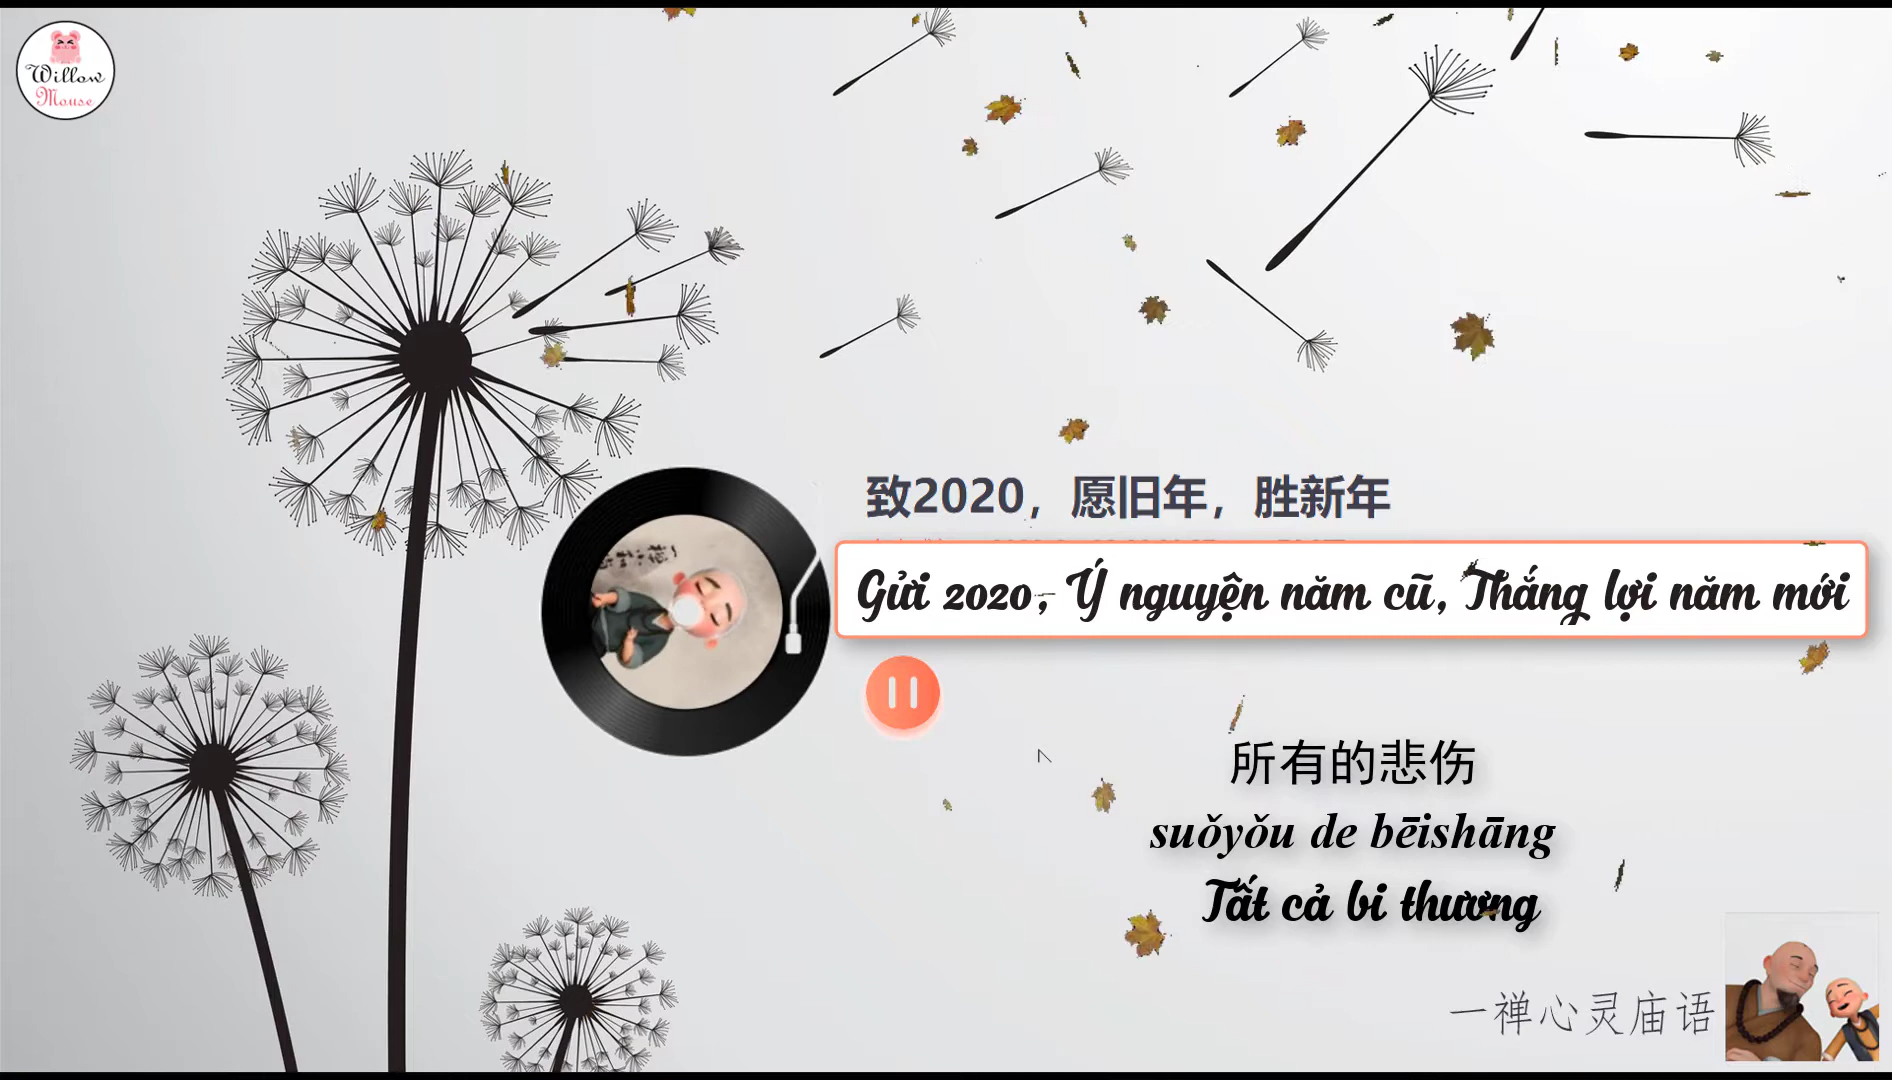 Willow
Mouse
致2020，愿旧年，胜新年
Gửi 2020, Ý nguyện năm cũ, Thắng lợi năm mới
所有的悲伤
suǒyǒu de bēishāng
Tất cả bi thương
一禅心灵庙语